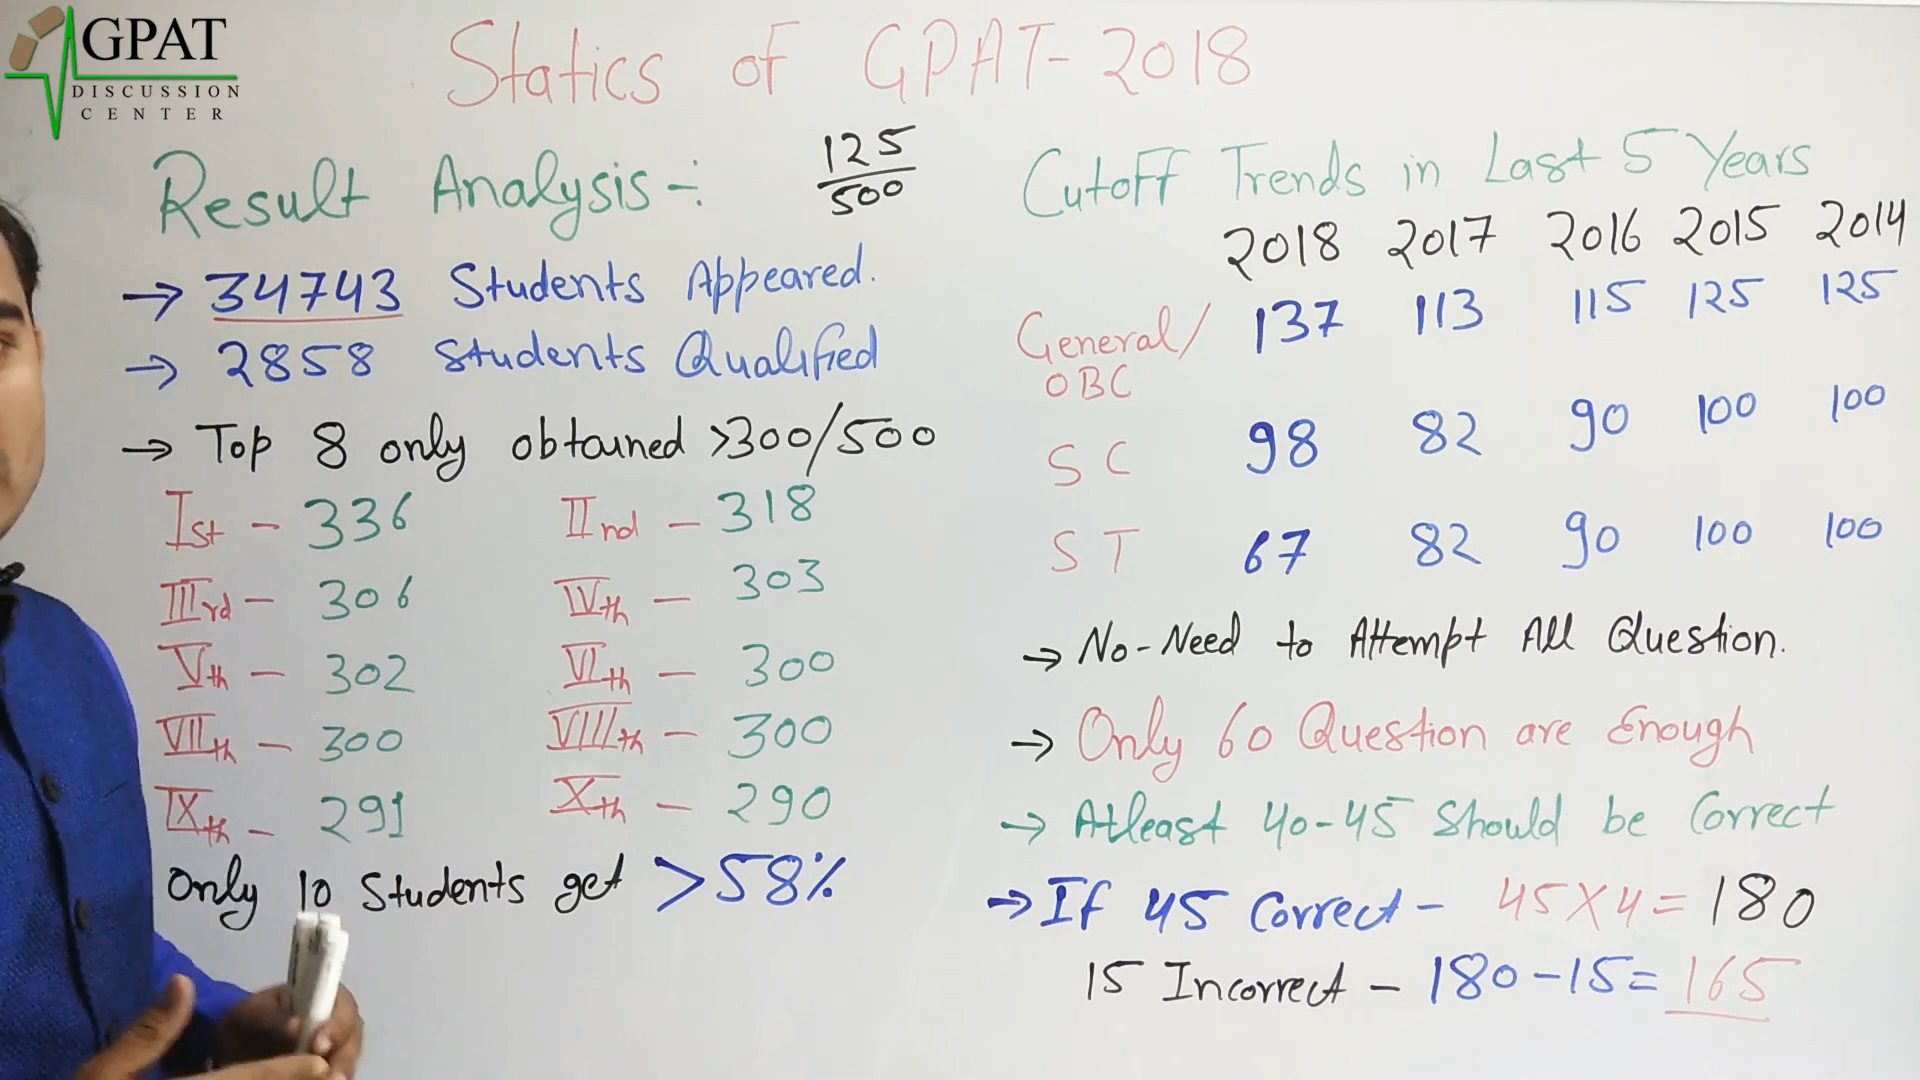 GPAT
DISCUSSION
CENTER
Statics of GPAT-2018
Result Analysis -:
125
500
→ 34743 Students Appeared.
→ 2858 Students Qualified
→ Top 8 only obtained >300/500
Ist - 336 IInd - 318
IIIrd - 306 IVth - 303
Vth - 302 VIth - 300
VIIth - 300 VIIIth - 300
IXth - 291 Xth - 290
Only 10 Students get >58%
Cutoff Trends in Last 5 Years
2018 2017 2016 2015 2014
General/ 137 113 115 125 125
OBC
SC 98 82 90 100 100
ST 67 82 90 100 100
→ No-Need to Attempt All Question.
→ Only 60 Question are Enough
→ Atleast 40-45 Should be Correct
→ If 45 Correct - 45X4= 180
15 Incorrect - 180-15= 165